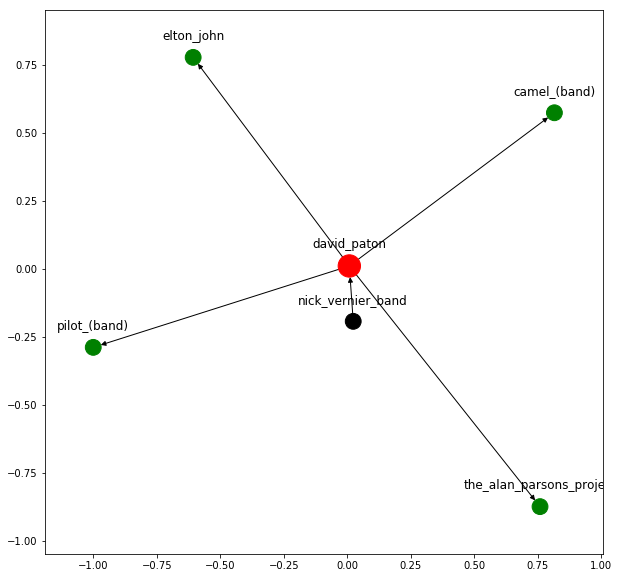 elton_john
0.75
camel_(band)
0.50
0.25
david_paton
0.00
nick_vernier_band
pilot_(band)
−0.25
−0.50
−0.75
the_alan_parsons_proje
−1.00
−1.00 −0.75 −0.50 −0.25 0.00 0.25 0.50 0.75 1.00